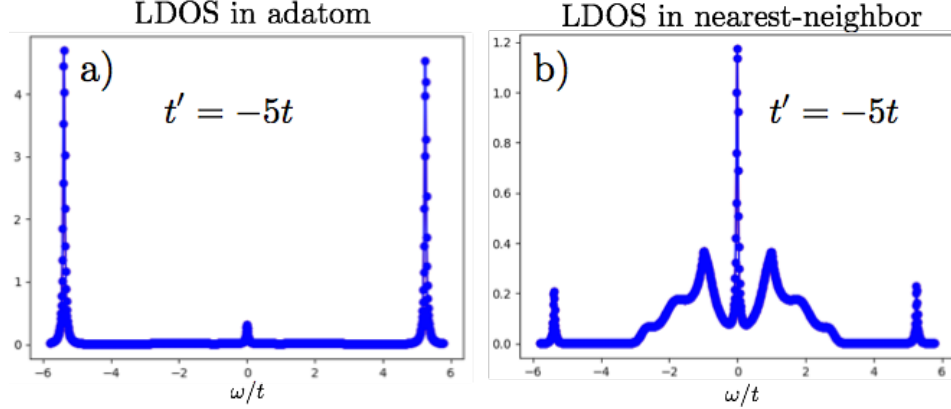 LDOS in adatom
a)
t′ = −5t
4
3
2
1
0
−6 −4 −2 0 2 4 6
ω/t
LDOS in nearest-neighbor
b)
t′ = −5t
1.2
1.0
0.8
0.6
0.4
0.2
0.0
−6 −4 −2 0 2 4 6
ω/t